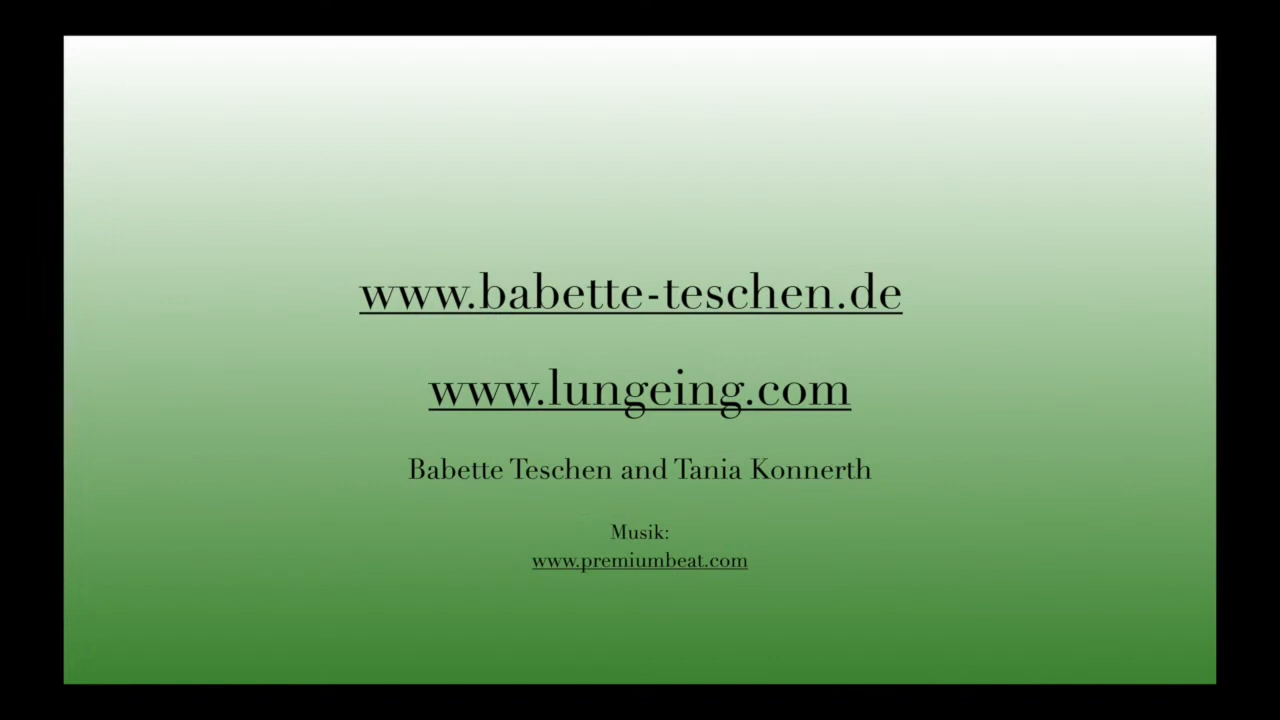 www.babette-teschen.de
www.lungeing.com
Babette Teschen and Tania Konnerth
Musik:
www.premiumbeat.com